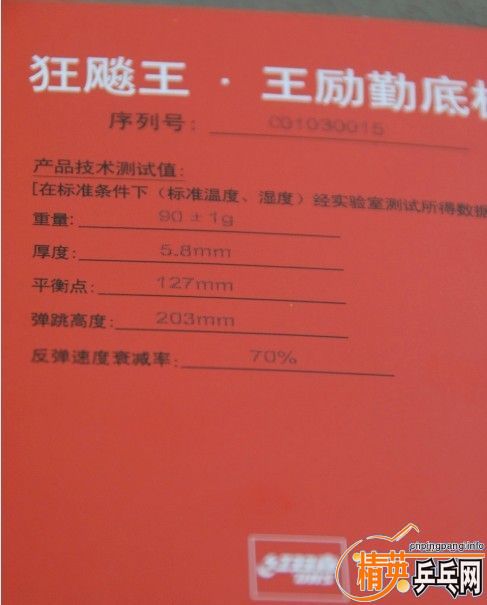 狂飚王·王励勤底板
序列号: 001030015
产品技术测试值:
[在标准条件下（标准温度、湿度）经实验室测试所得数据
重量: 90±1g
厚度: 5.8mm
平衡点: 127mm
弹跳高度: 203mm
反弹速度衰减率: 70%
pingpang.info
精英乒乓网